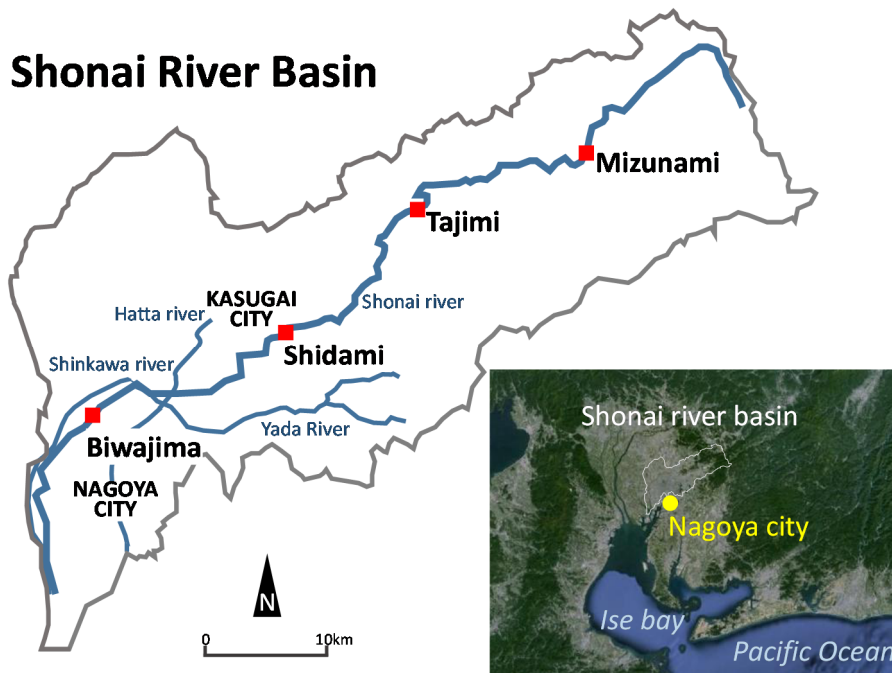 Shonai River Basin
Mizunami
Tajimi
KASUGAI
CITY
Hatta river
Shonai river
Shidami
Shinkawa river
Yada River
Biwajima
NAGOYA
CITY
N
0
10km
Shonai river basin
Nagoya city
Ise bay
Pacific Ocean